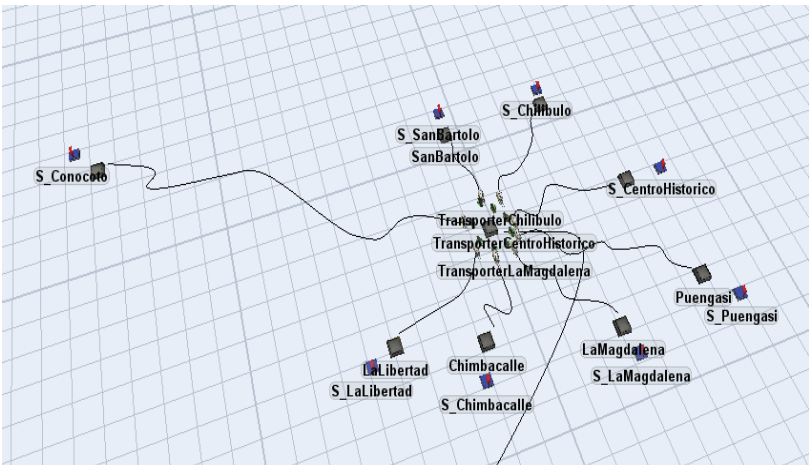 S_Chilibulo
S_SanBartolo
SanBartolo
S_Conocoto
S_CentroHistorico
TransporterChilibulo
TransporterCentroHistorico
TransporterLaMagdalena
Puengasi
S_Puengasi
LaMagdalena
S_LaMagdalena
Chimbacalle
S_Chimbacalle
LaLibertad
S_LaLibertad